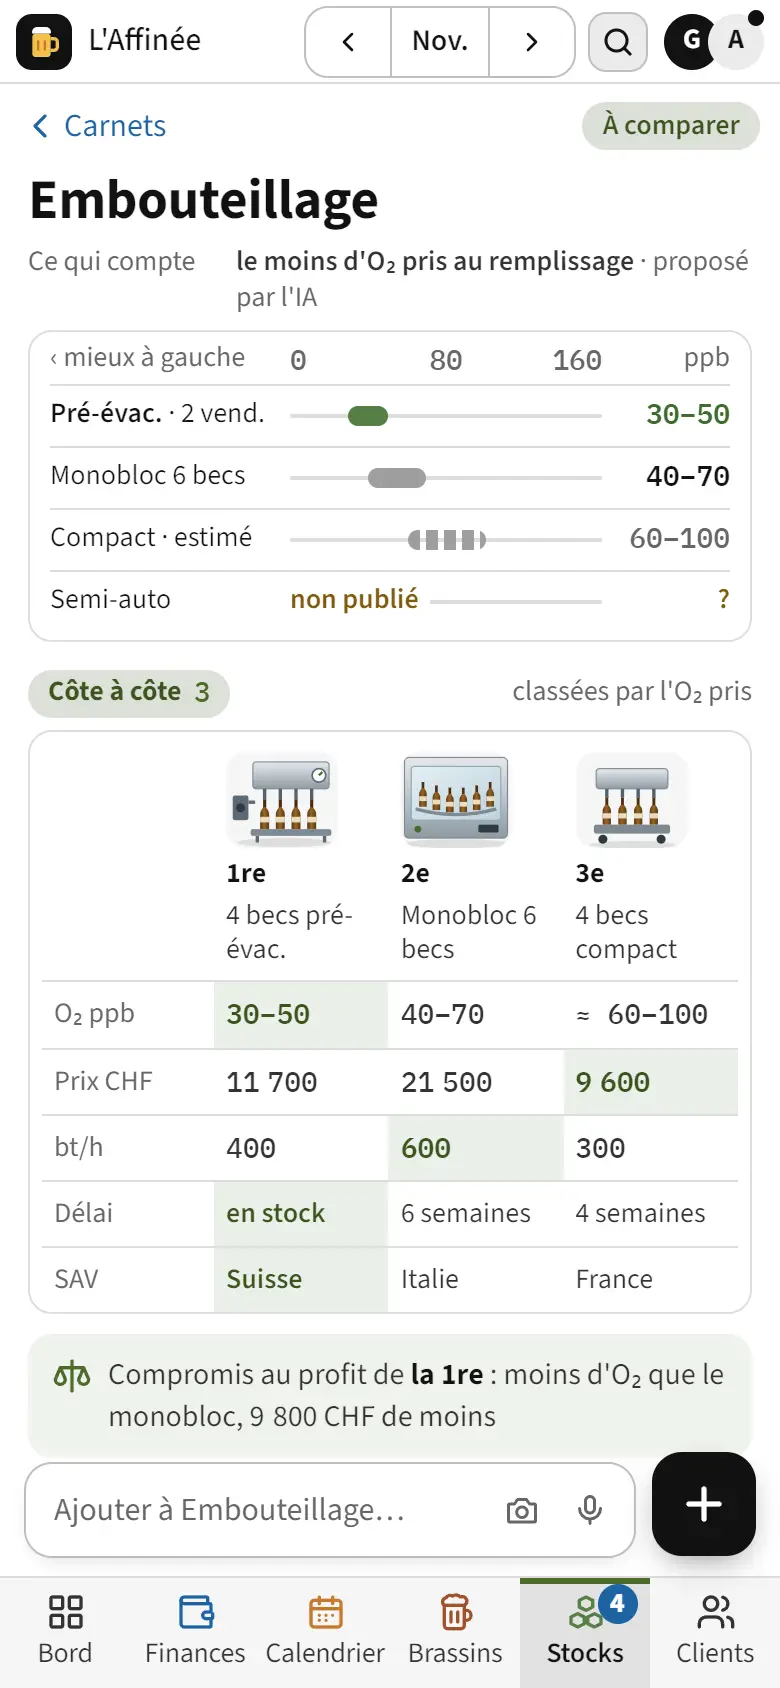 L'Affinée
Nov.
G A
Carnets
À comparer
Embouteillage
Ce qui compte le moins d'O₂ pris au remplissage · proposé
par l'IA
‹ mieux à gauche 0 80 160 ppb
Pré-évac. · 2 vend. 30–50
Monobloc 6 becs 40–70
Compact · estimé 60–100
Semi-auto non publié ?
Côte à côte 3 classées par l'O₂ pris
1re 2e 3e
4 becs pré- Monobloc 6 4 becs
évac. becs compact
O₂ ppb 30–50 40–70 ≈ 60–100
Prix CHF 11 700 21 500 9 600
bt/h 400 600 300
Délai en stock 6 semaines 4 semaines
SAV Suisse Italie France
Compromis au profit de la 1re : moins d'O₂ que le
monobloc, 9 800 CHF de moins
Ajouter à Embouteillage…
4
Bord Finances Calendrier Brassins Stocks Clients